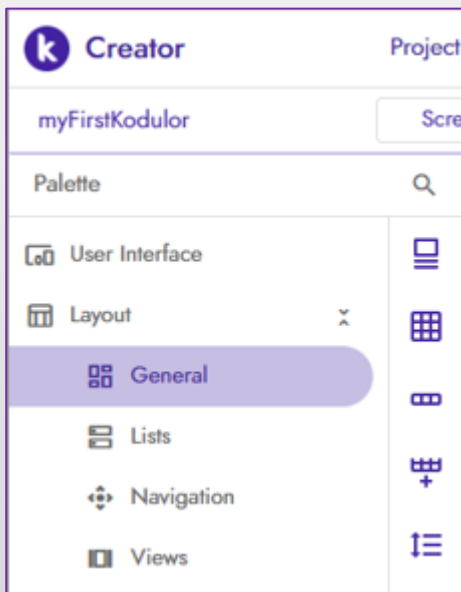 Creator Project
myFirstKodulor Scre
Palette
User Interface
Layout
General
Lists
Navigation
Views